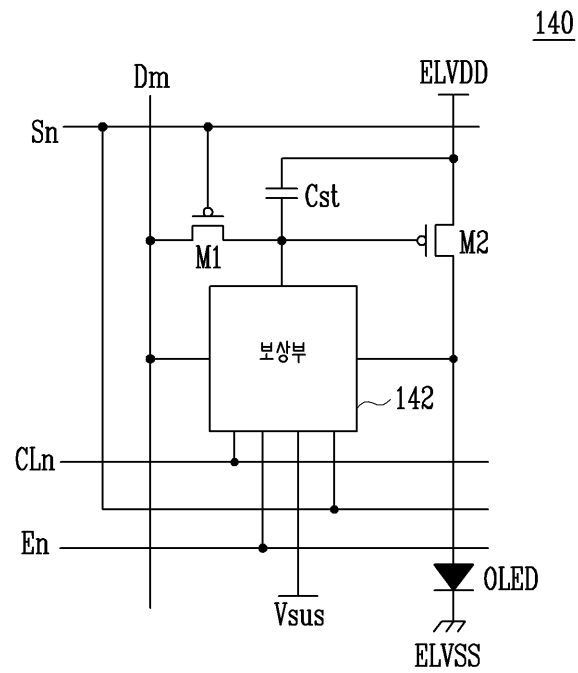 140
Dm
ELVDD
Sn
Cst
M1
M2
보상부
142
CLn
En
OLED
Vsus
ELVSS